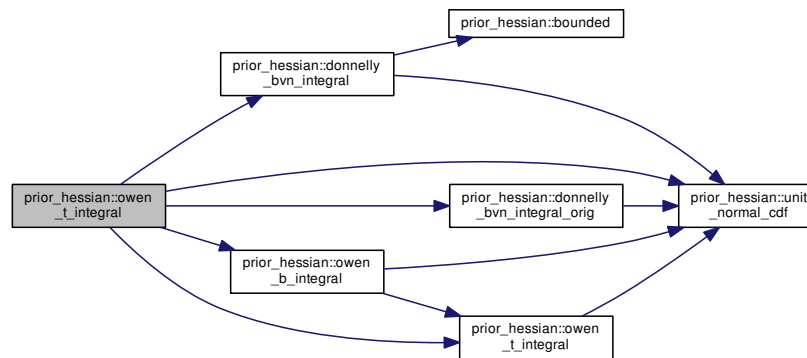 prior_hessian::bounded
prior_hessian::donnelly
_bvn_integral
prior_hessian::owen
_t_integral
prior_hessian::donnelly
_bvn_integral_orig
prior_hessian::unit
_normal_cdf
prior_hessian::owen
_b_integral
prior_hessian::owen
_t_integral